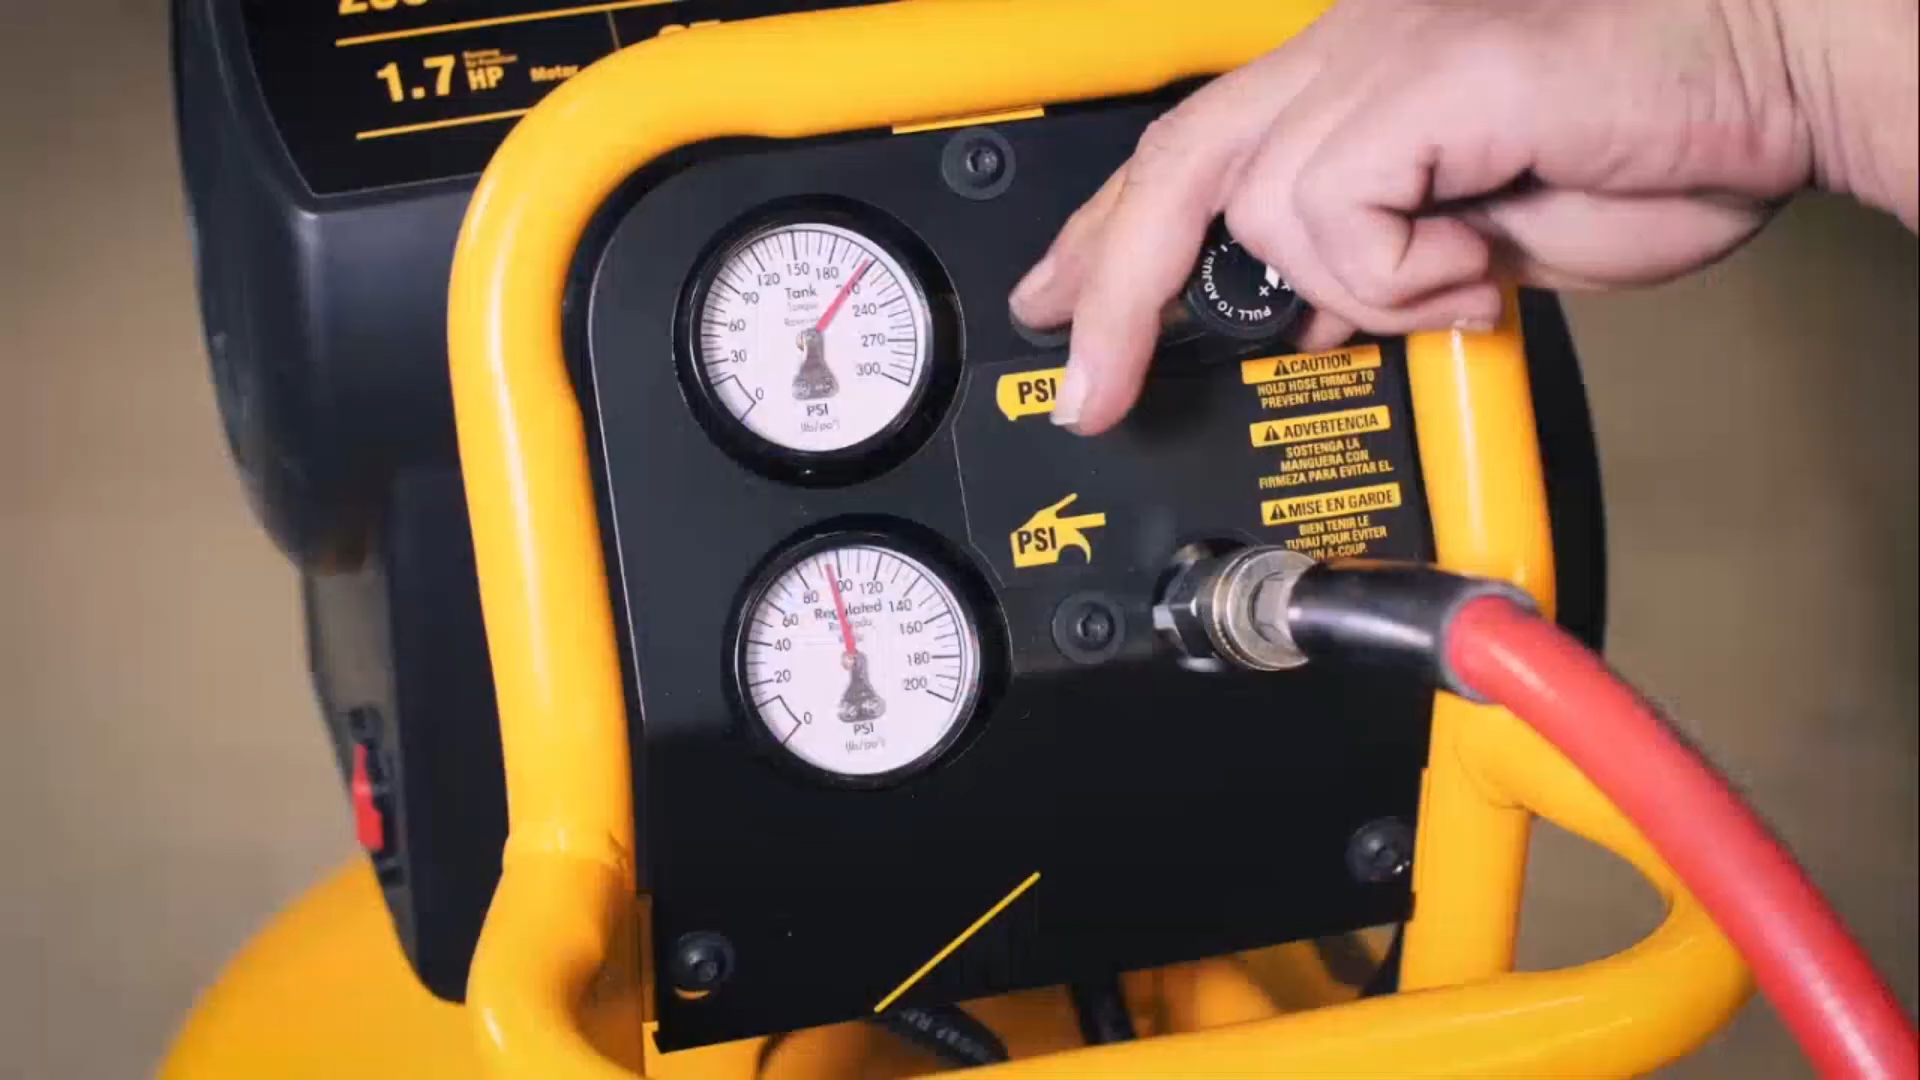 1.7 HP
Motor
120 150 180
90
60
30
0
240
270
300
Tank
PSI
PSI
PULL TO
CAUTION
HOLD HOSE FIRMLY TO
PREVENT HOSE WHIP.
ADVERTENCIA
SOSTENGA LA
MANGUERA CON
FIRMEZA PARA EVITAR EL
MISE EN GARDE
BIEN TENIR LE
TUYAU POUR ÉVITER
UN À-COUP.
PSI
80 100 120
60
40
20
0
140
160
180
200
Regulated
PSI